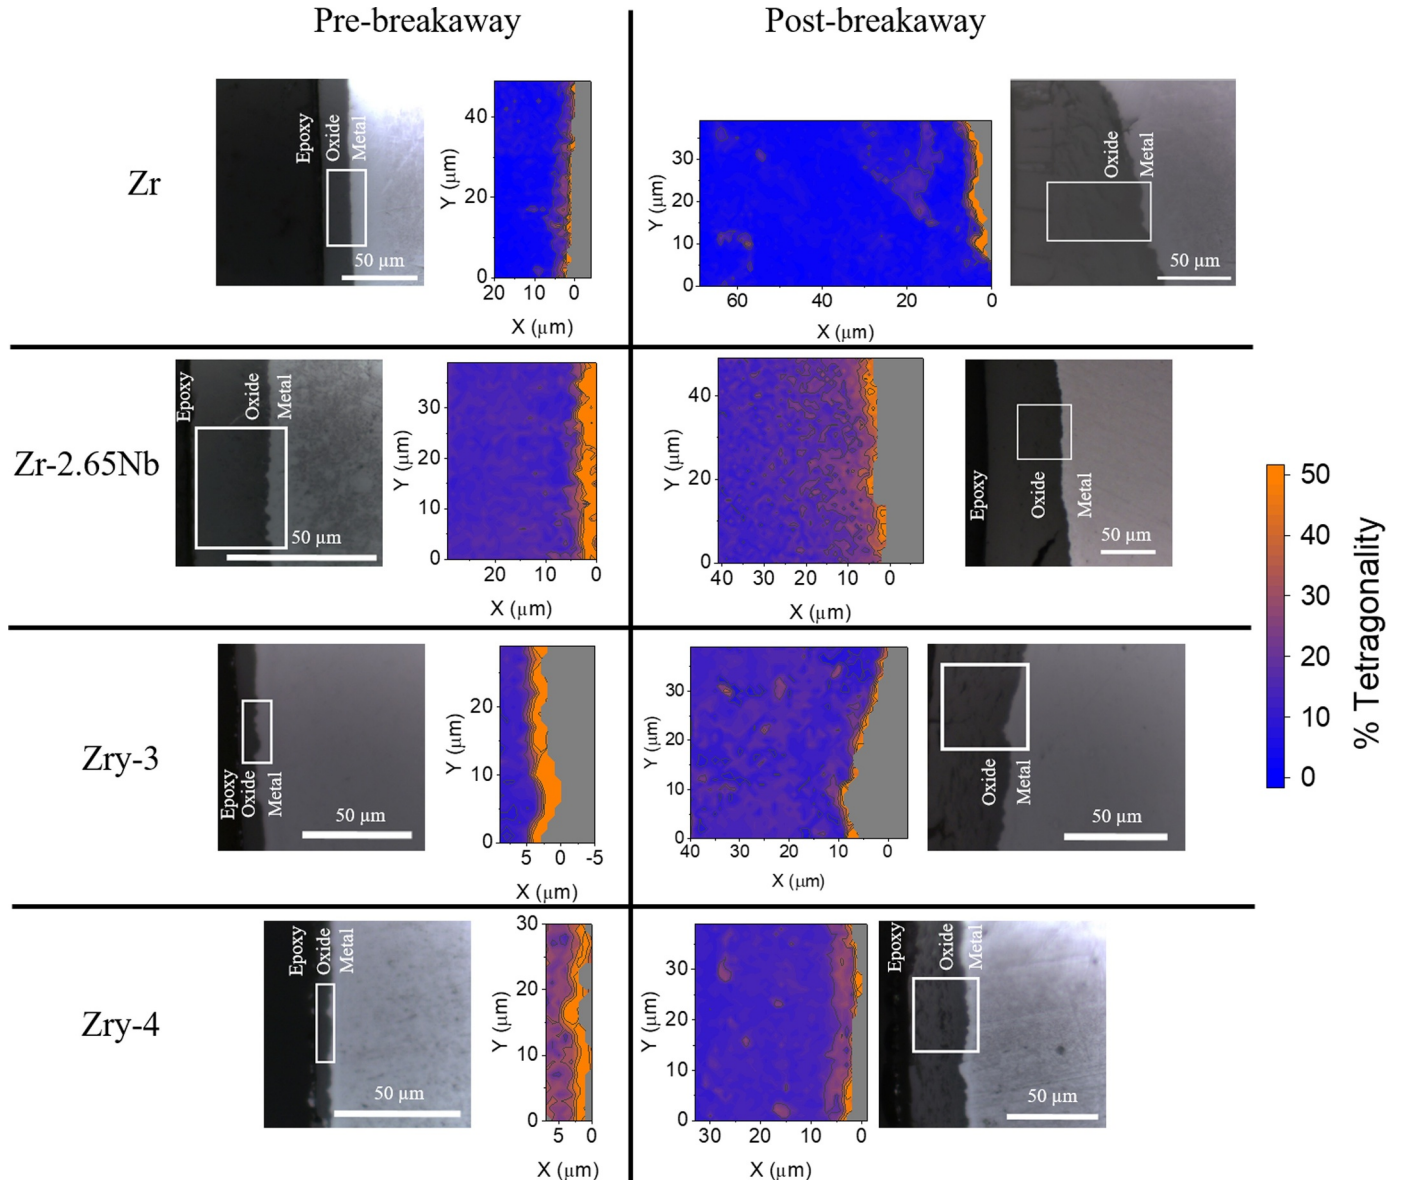 Pre-breakaway
Post-breakaway
Zr
Epoxy
Oxide
Metal
50 µm
Y (µm)
40
20
0
20 10 0
X (µm)
Y (µm)
30
20
10
0
60 40 20 0
X (µm)
Oxide
Metal
50 µm
Zr-2.65Nb
Epoxy
Oxide
Metal
50 µm
Y (µm)
30
20
10
0
20 10 0
X (µm)
Y (µm)
40
20
0
40 30 20 10 0
X (µm)
Epoxy
Oxide
Metal
50 µm
Zry-3
Epoxy
Oxide
Metal
50 µm
Y (µm)
20
10
0
5 0 -5
X (µm)
Y (µm)
30
20
10
0
40 30 20 10 0
X (µm)
Oxide
Metal
50 µm
Zry-4
Epoxy
Oxide
Metal
50 µm
Y (µm)
30
20
10
0
5 0
X (µm)
Y (µm)
30
20
10
0
30 20 10 0
X (µm)
Epoxy
Oxide
Metal
50 µm
50
40
30
20
10
0
% Tetragonality